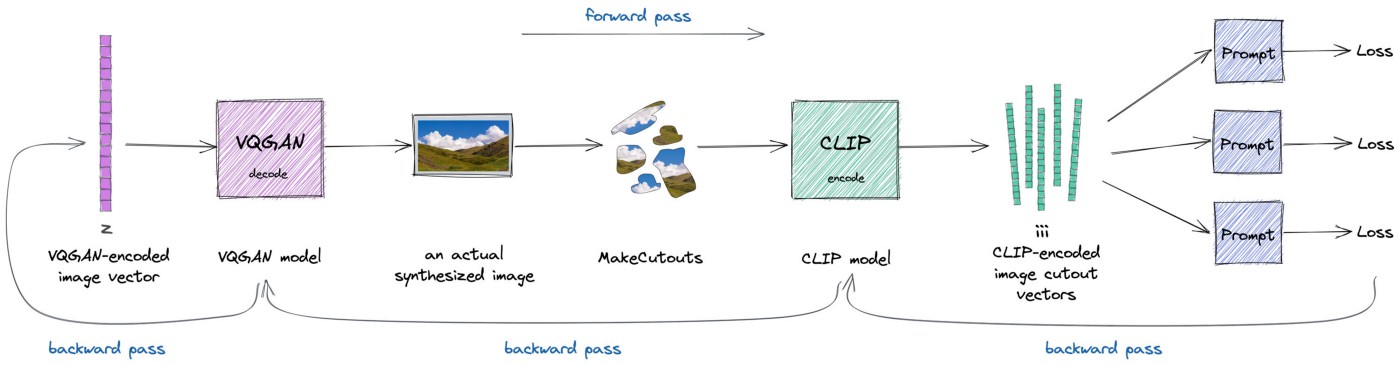 forward pass
VQGAN
decode
CLIP
encode
Prompt
Loss
Prompt
Loss
Prompt
Loss
z
VQGAN-encoded
image vector
VQGAN model
an actual
synthesized image
MakeCutouts
CLIP model
iii
CLIP-encoded
image cutout
vectors
backward pass
backward pass
backward pass